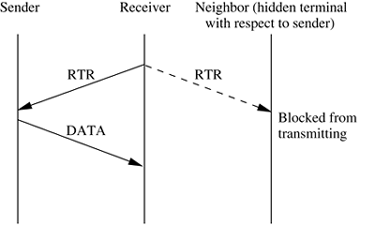 Sender
Receiver
Neighbor (hidden terminal
with respect to sender)
RTR
RTR
Blocked from
transmitting
DATA